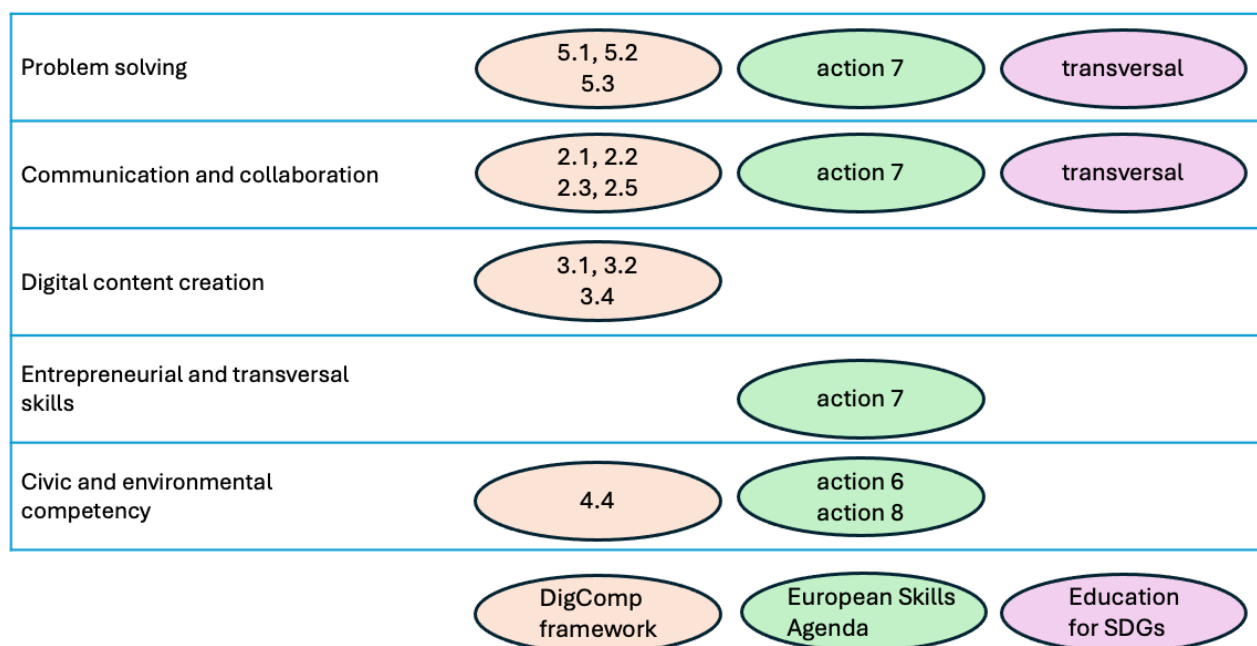 Problem solving
5.1, 5.2
5.3
action 7
transversal
Communication and collaboration
2.1, 2.2
2.3, 2.5
action 7
transversal
Digital content creation
3.1, 3.2
3.4
Entrepreneurial and transversal
skills
action 7
Civic and environmental
competency
4.4
action 6
action 8
DigComp
framework
European Skills
Agenda
Education
for SDGs